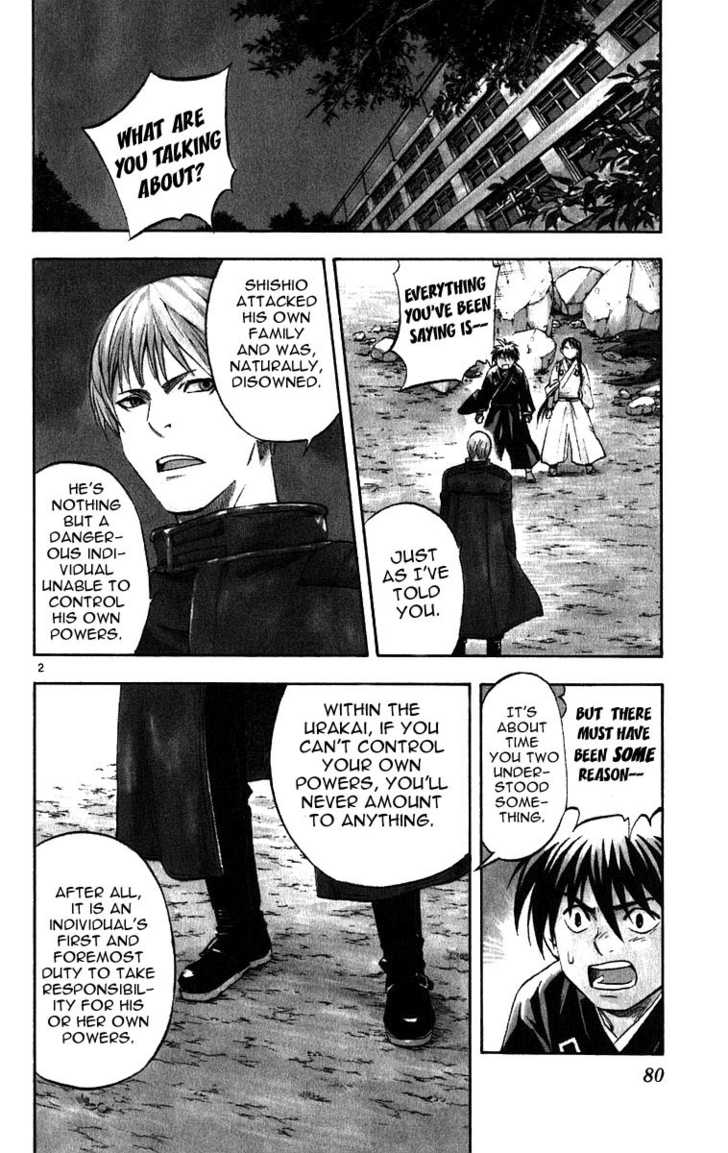 WHAT ARE
YOU TALKING
ABOUT?
EVERYTHING
YOU'VE BEEN
SAYING IS--
JUST
AS I'VE
TOLD
YOU.
SHISHIO
ATTACKED
HIS OWN
FAMILY
AND WAS,
NATURALLY,
DISOWNED.
HE'S
NOTHING
BUT A
DANGER-
OUS INDI-
VIDUAL
UNABLE TO
CONTROL
HIS OWN
POWERS.
2
BUT THERE
MUST HAVE
BEEN SOME
REASON--
IT'S
ABOUT
TIME
YOU TWO
UNDER-
STOOD
SOME-
THING.
WITHIN THE
URAKAI, IF YOU
CAN'T CONTROL
YOUR OWN
POWERS, YOU'LL
NEVER AMOUNT
TO ANYTHING.
AFTER ALL,
IT IS AN
INDIVIDUAL'S
FIRST AND
FOREMOST
DUTY TO TAKE
RESPONSIBIL-
ITY FOR HIS
OR HER OWN
POWERS.
80